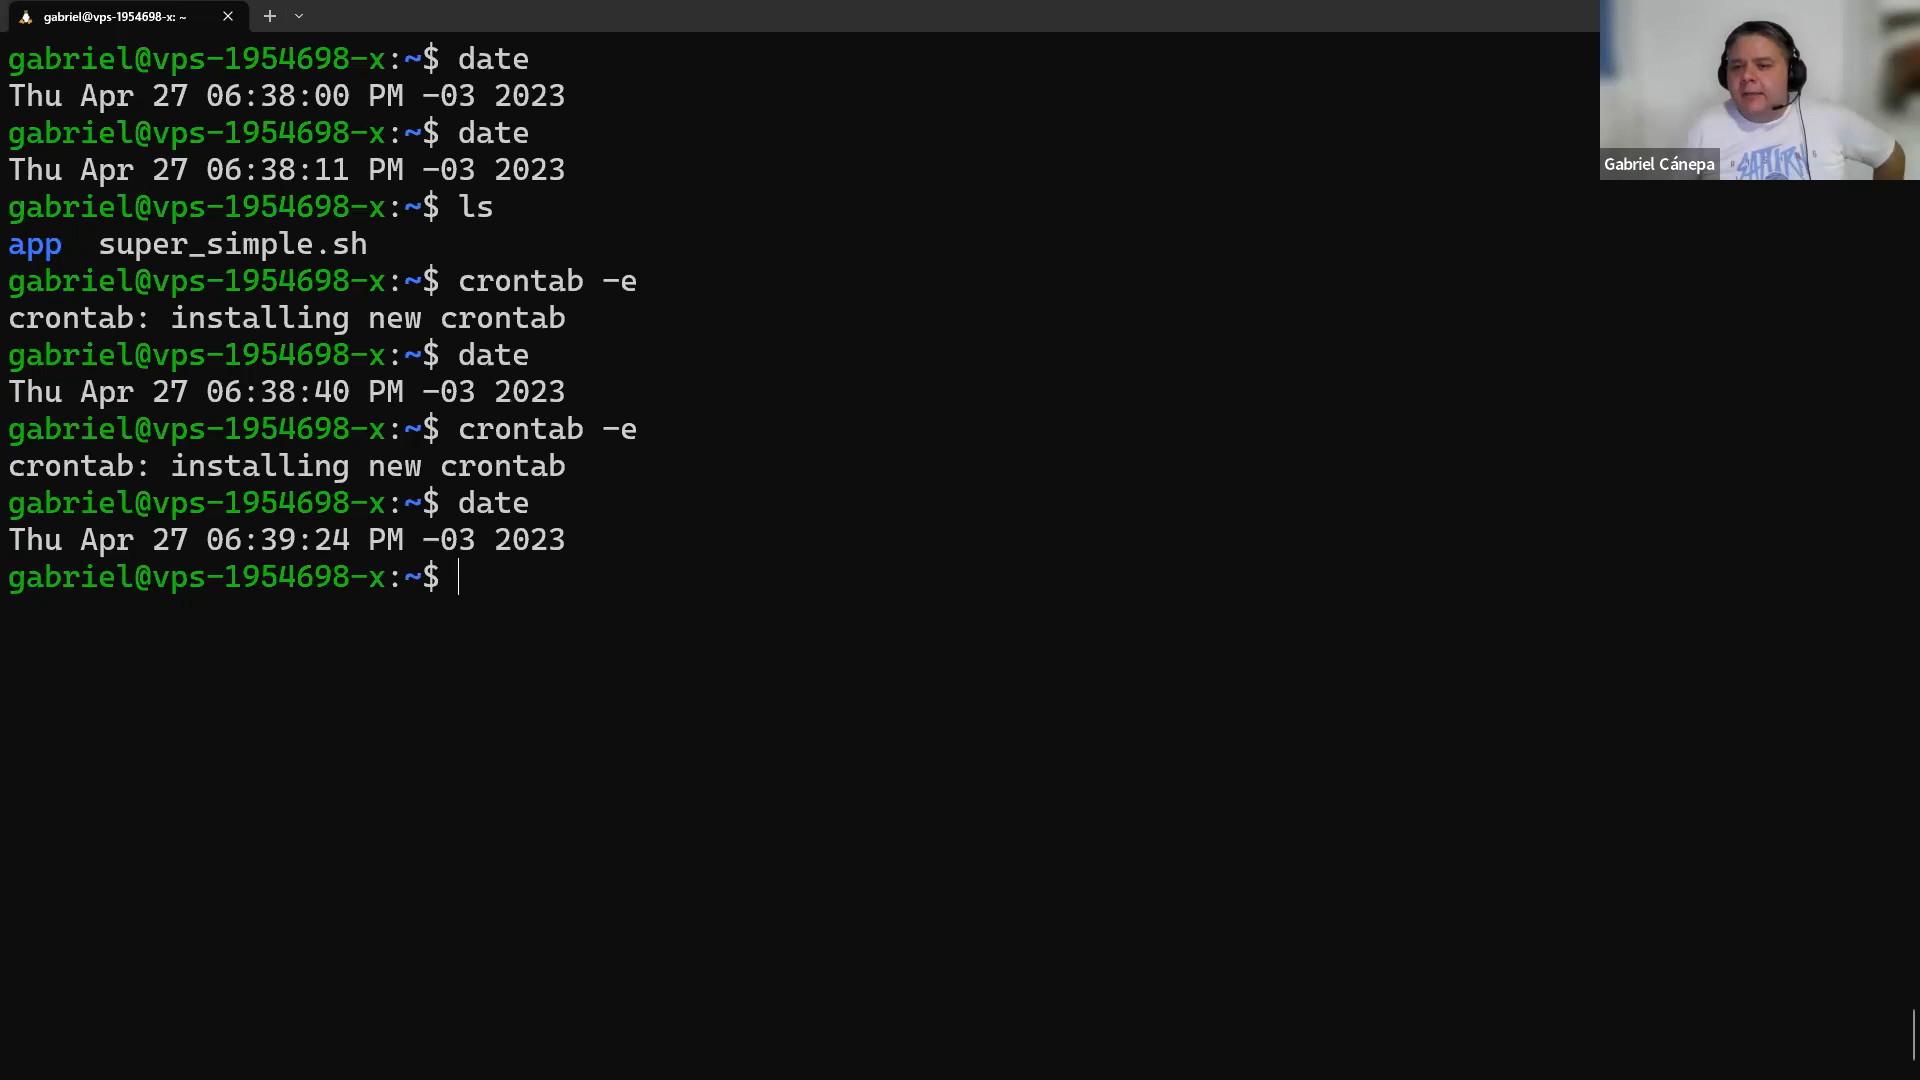 gabriel@vps-1954698-x: ~
gabriel@vps-1954698-x:~$ date
Thu Apr 27 06:38:00 PM -03 2023
gabriel@vps-1954698-x:~$ date
Thu Apr 27 06:38:11 PM -03 2023
gabriel@vps-1954698-x:~$ ls
app  super_simple.sh
gabriel@vps-1954698-x:~$ crontab -e
crontab: installing new crontab
gabriel@vps-1954698-x:~$ date
Thu Apr 27 06:38:40 PM -03 2023
gabriel@vps-1954698-x:~$ crontab -e
crontab: installing new crontab
gabriel@vps-1954698-x:~$ date
Thu Apr 27 06:39:24 PM -03 2023
gabriel@vps-1954698-x:~$
Gabriel Cánepa